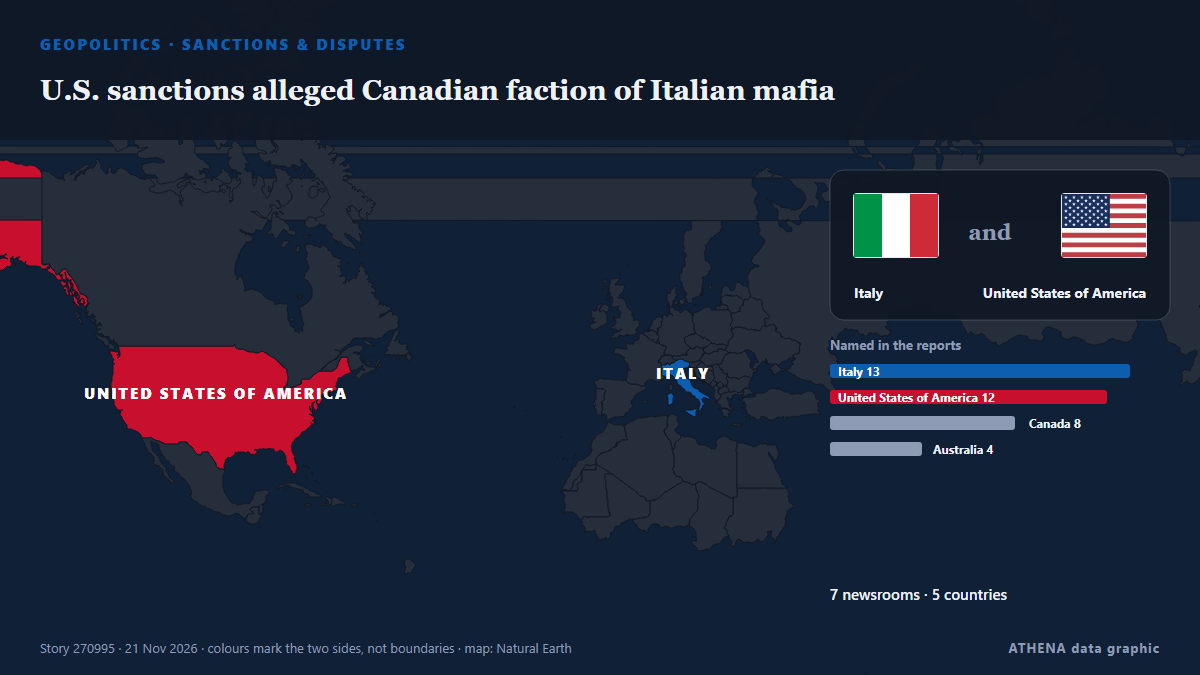 GEOPOLITICS · SANCTIONS & DISPUTES
U.S. sanctions alleged Canadian faction of Italian mafia
and
Italy
United States of America
Named in the reports
Italy 13
United States of America 12
Canada 8
Australia 4
UNITED STATES OF AMERICA
ITALY
7 newsrooms · 5 countries
Story 270995 · 21 Nov 2026 · colours mark the two sides, not boundaries · map: Natural Earth
ATHENA data graphic